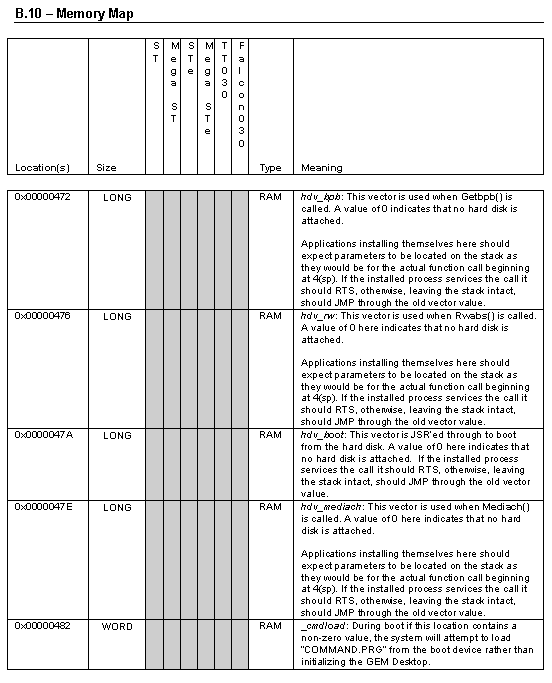 B.10 – Memory Map
Location(s) Size ST Mega ST STe Mega STe TT030 Falcon030 Type Meaning
0x00000472 LONG RAM hdv_bpb: This vector is used when Getbpb() is
called. A value of 0 indicates that no hard disk is
attached.
Applications installing themselves here should
expect parameters to be located on the stack as
they would be for the actual function call beginning
at 4(sp). If the installed process services the call it
should RTS, otherwise, leaving the stack intact,
should JMP through the old vector value.
0x00000476 LONG RAM hdv_rw: This vector is used when Rwabs() is called.
A value of 0 here indicates that no hard disk is
attached.
Applications installing themselves here should
expect parameters to be located on the stack as
they would be for the actual function call beginning
at 4(sp). If the installed process services the call it
should RTS, otherwise, leaving the stack intact,
should JMP through the old vector value.
0x0000047A LONG RAM hdv_boot: This vector is JSR'ed through to boot
from the hard disk. A value of 0 here indicates that
no hard disk is attached. If the installed process
services the call it should RTS, otherwise, leaving
the stack intact, should JMP through the old vector
value.
0x0000047E LONG RAM hdv_mediach: This vector is used when Mediach()
is called. A value of 0 here indicates that no hard
disk is attached.
Applications installing themselves here should
expect parameters to be located on the stack as
they would be for the actual function call beginning
at 4(sp). If the installed process services the call it
should RTS, otherwise, leaving the stack intact,
should JMP through the old vector value.
0x00000482 WORD RAM _cmdload: During boot if this location contains a
non-zero value, the system will attempt to load
"COMMAND.PRG" from the boot device rather than
initializing the GEM Desktop.